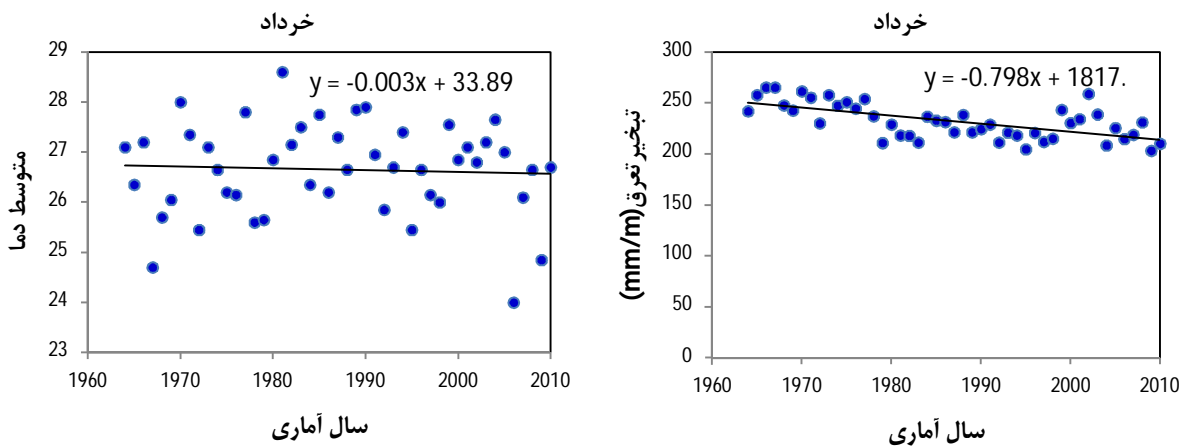 خرداد
y = -0.003x + 33.89
29
28
27
26
25
24
23
متوسط دما
1960 1970 1980 1990 2000 2010
سال آماری
خرداد
y = -0.798x + 1817.
300
250
200
150
100
50
0
تبخیر تعرق(mm/m)
1960 1970 1980 1990 2000 2010
سال آماری